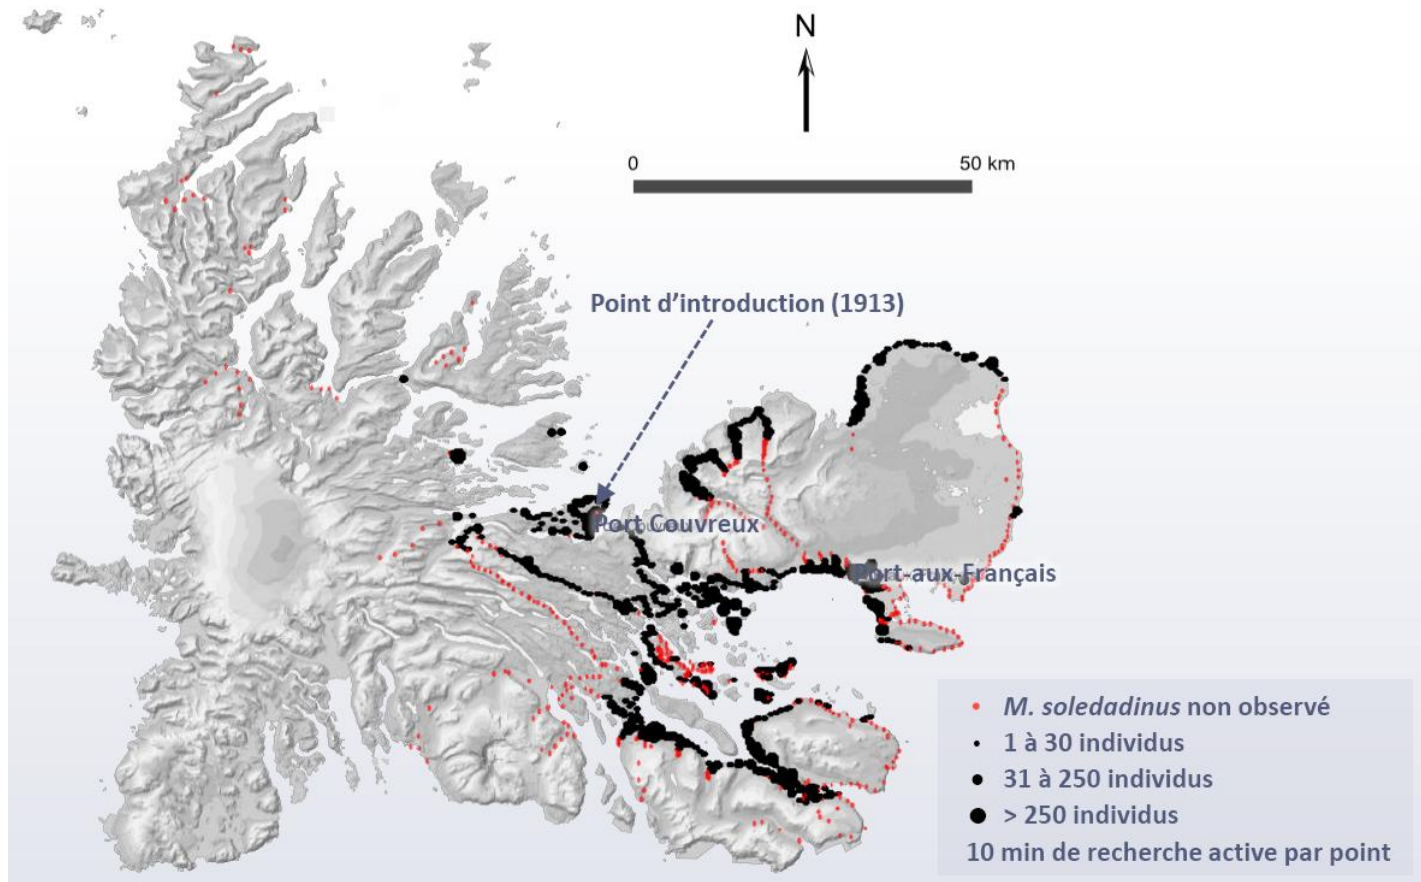 N
0 50 km
Point d'introduction (1913)
Port Couvreux
Port-aux-Français
M. soledadinus non observé
1 à 30 individus
31 à 250 individus
> 250 individus
10 min de recherche active par point